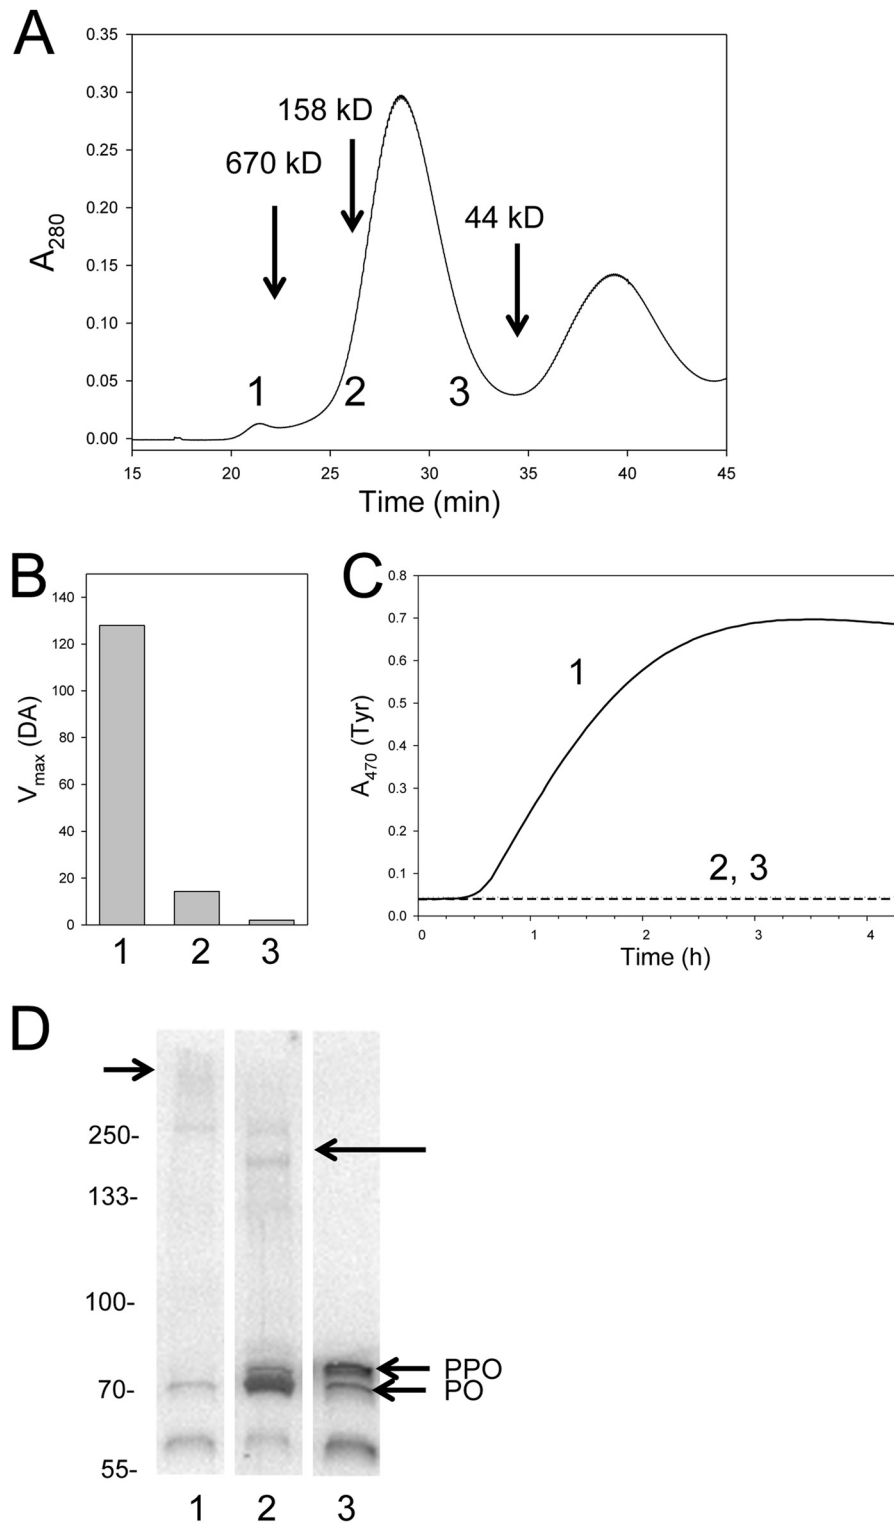 A
0.35
0.30
0.25
0.20
0.15
0.10
0.05
0.00
A280
158 kD
670 kD
44 kD
1 2 3
15 20 25 30 35 40 45
Time (min)
B
140
120
100
80
60
40
20
0
Vmax (DA)
1 2 3
C
0.8
0.7
0.6
0.5
0.4
0.3
0.2
0.1
0.0
A470 (Tyr)
1
2, 3
0 1 2 3 4
Time (h)
D
250-
133-
100-
70-
55-
PPO
PO
1 2 3